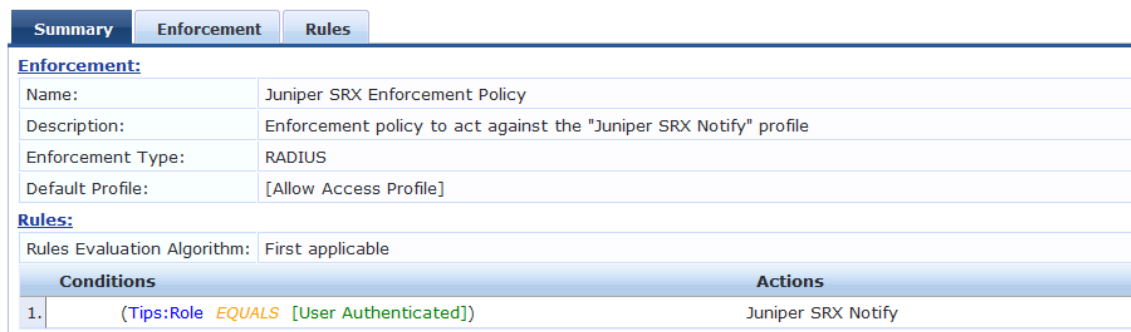 Summary Enforcement Rules
Enforcement:
Name: Juniper SRX Enforcement Policy
Description: Enforcement policy to act against the "Juniper SRX Notify" profile
Enforcement Type: RADIUS
Default Profile: [Allow Access Profile]
Rules:
Rules Evaluation Algorithm: First applicable
Conditions Actions
1. (Tips:Role EQUALS [User Authenticated]) Juniper SRX Notify